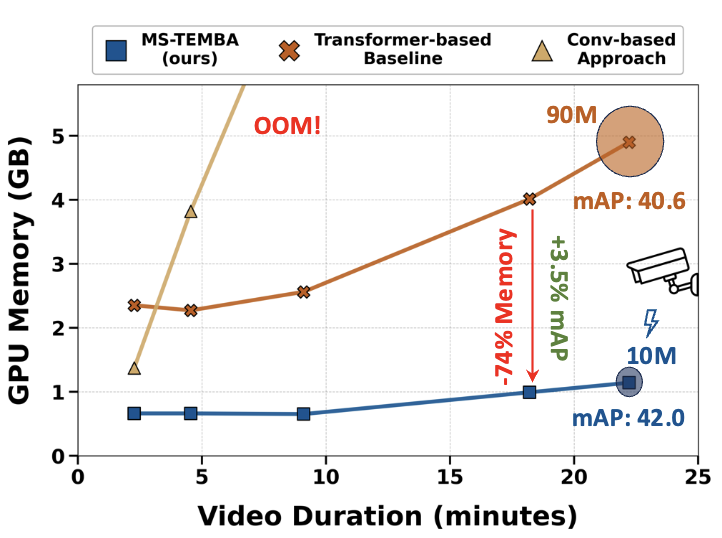 MS-TEMBA
(ours)
Transformer-based
Baseline
Conv-based
Approach
GPU Memory (GB)
5
4
3
2
1
0
OOM!
90M
mAP: 40.6
-74% Memory
+3.5% mAP
10M
mAP: 42.0
0
5
10
15
20
25
Video Duration (minutes)